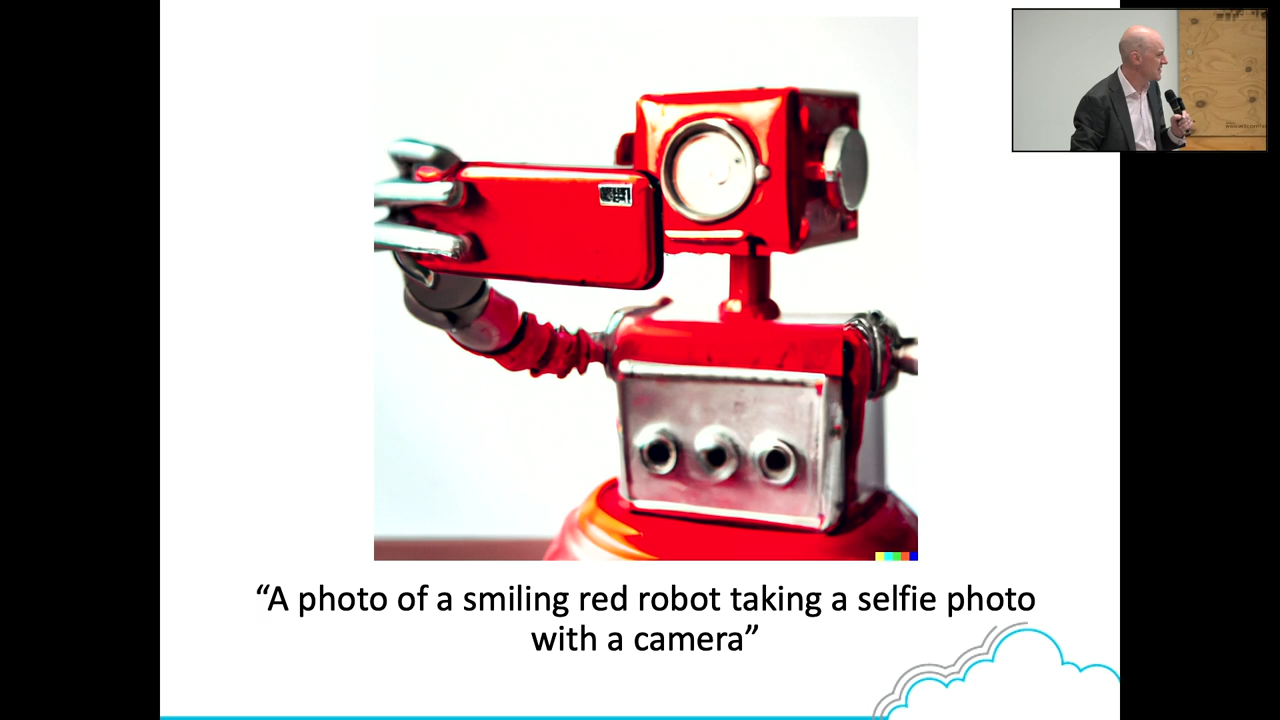 “A photo of a smiling red robot taking a selfie photo
with a camera”